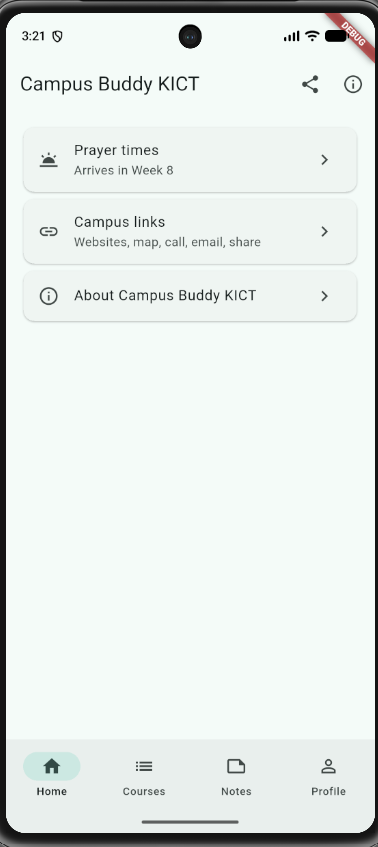 3:21
DEBUG
Campus Buddy KICT
Prayer times
Arrives in Week 8
Campus links
Websites, map, call, email, share
About Campus Buddy KICT
Home
Courses
Notes
Profile